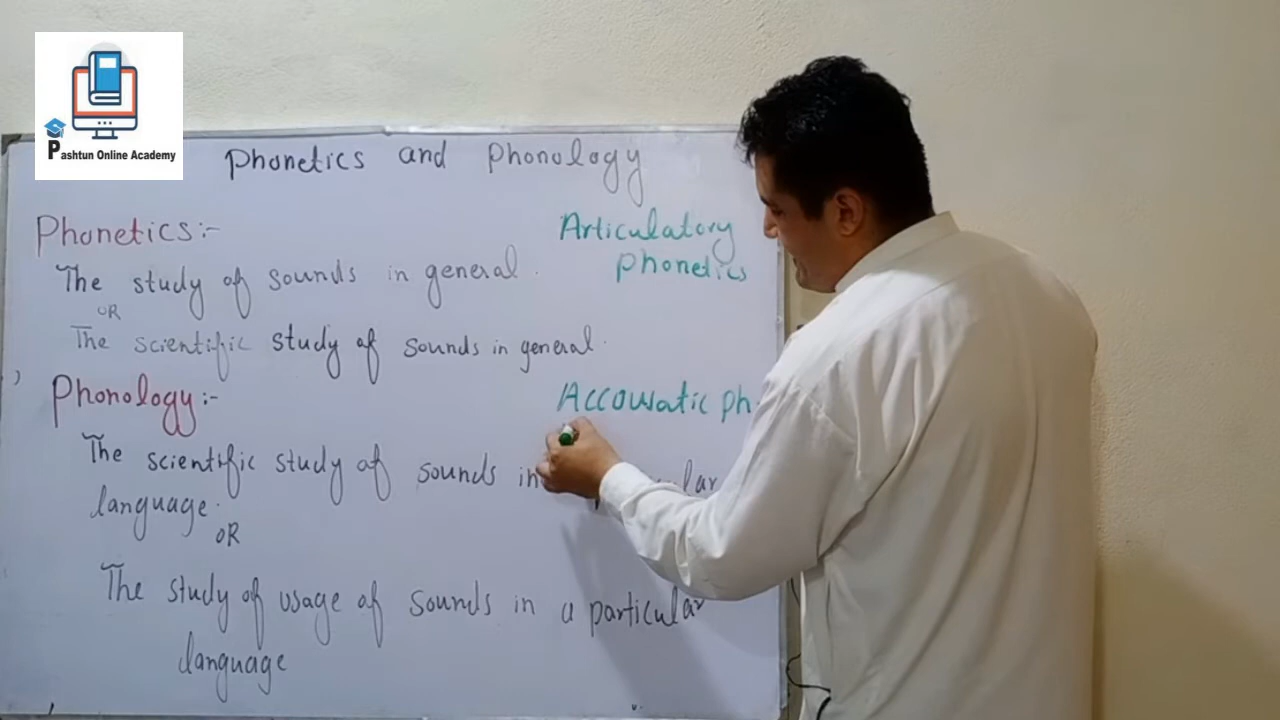 Pashtun Online Academy
Phonetics and Phonology
Phonetics:-
The study of sounds in general.
OR
The scientific study of sounds in general.
Articulatory
Phonetics
Phonology:-
Accoustic ph.
The scientific study of sounds in
language.
OR
The study of usage of sounds in a particular
language